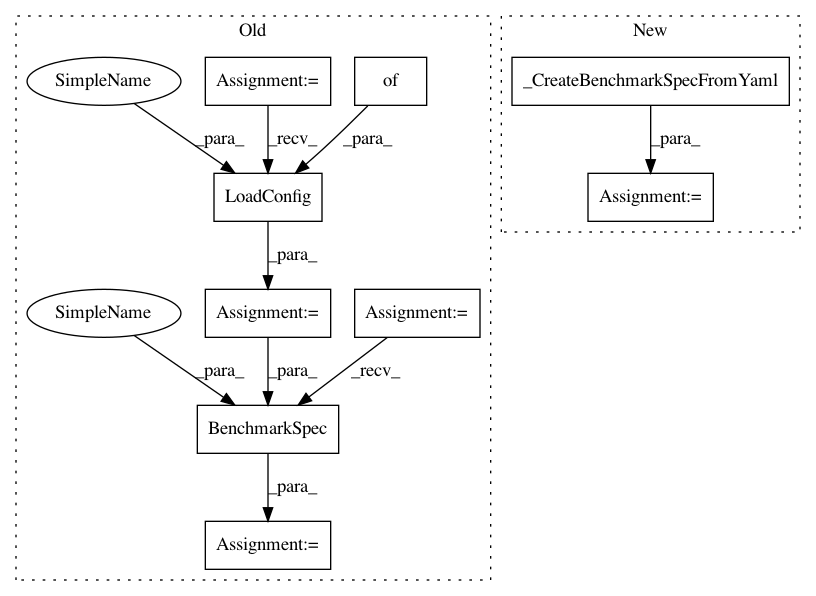 Old
New
SimpleName
Assignment:=
of
_CreateBenchmarkSpecFromYaml
_para_
_recv_
_para_
_para_
LoadConfig
Assignment:=
_para_
SimpleName
Assignment:=
Assignment:=
_para_
_para_
_recv_
BenchmarkSpec
_para_
Assignment:=